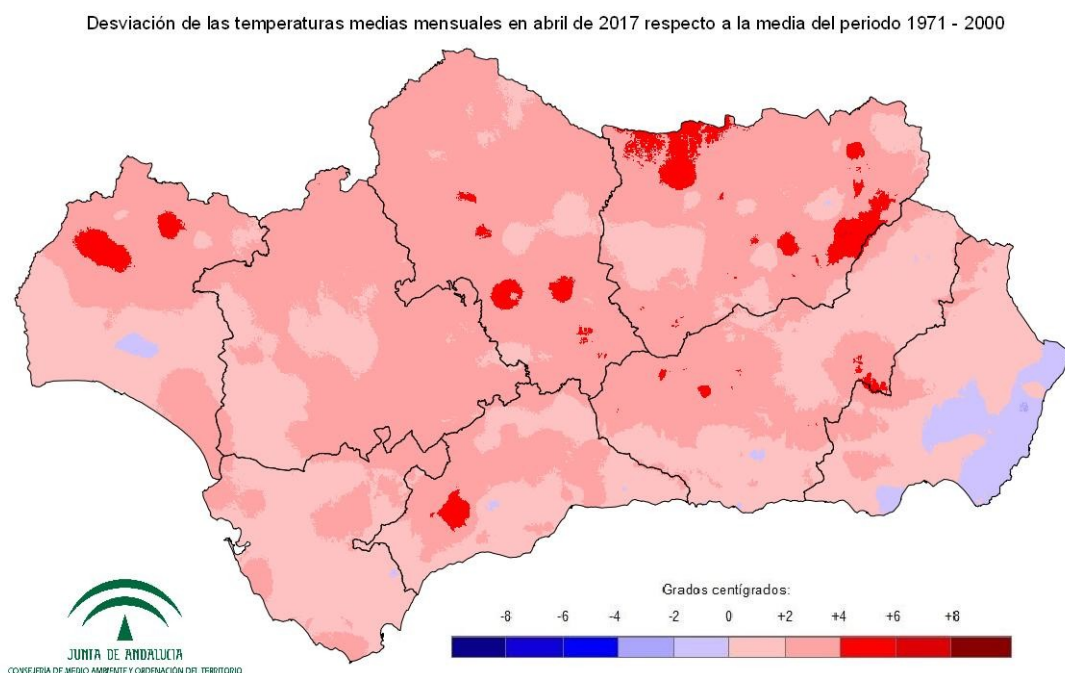 Desviación de las temperaturas medias mensuales en abril de 2017 respecto a la media del periodo 1971 - 2000
Grados centígrados:
-8 -6 -4 -2 0 +2 +4 +6 +8
JUNTA DE ANDALUCIA
CONSEJERÍA DE MEDIO AMBIENTE Y ORDENACIÓN DEL TERRITORIO